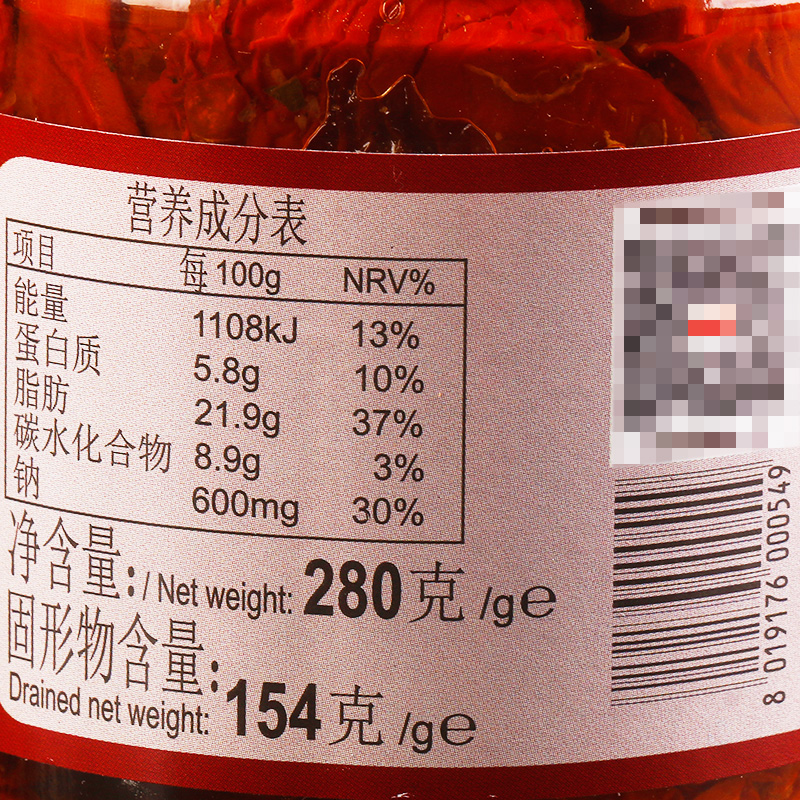 营养成分表
项目 每100g NRV%
能量 1108kJ 13%
蛋白质 5.8g 10%
脂肪 21.9g 37%
碳水化合物 8.9g 3%
钠 600mg 30%
净含量:/ Net weight: 280克 /g℮
固形物含量:
Drained net weight: 154克 /g℮
8 019176 000549